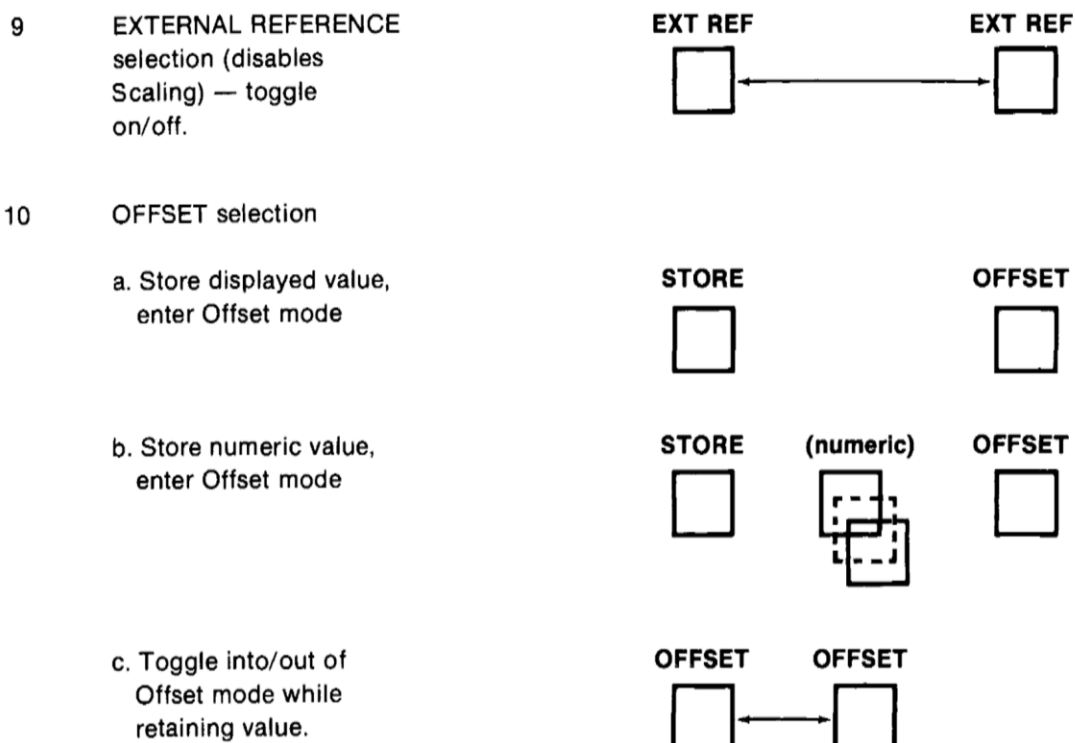 9 EXTERNAL REFERENCE EXT REF EXT REF
selection (disables
Scaling) — toggle
on/off.
10 OFFSET selection
a. Store displayed value, STORE OFFSET
enter Offset mode
b. Store numeric value, STORE (numeric) OFFSET
enter Offset mode
c. Toggle into/out of OFFSET OFFSET
Offset mode while
retaining value.